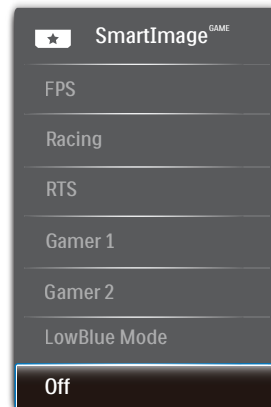 SmartImage GAME
FPS
Racing
RTS
Gamer 1
Gamer 2
LowBlue Mode
Off